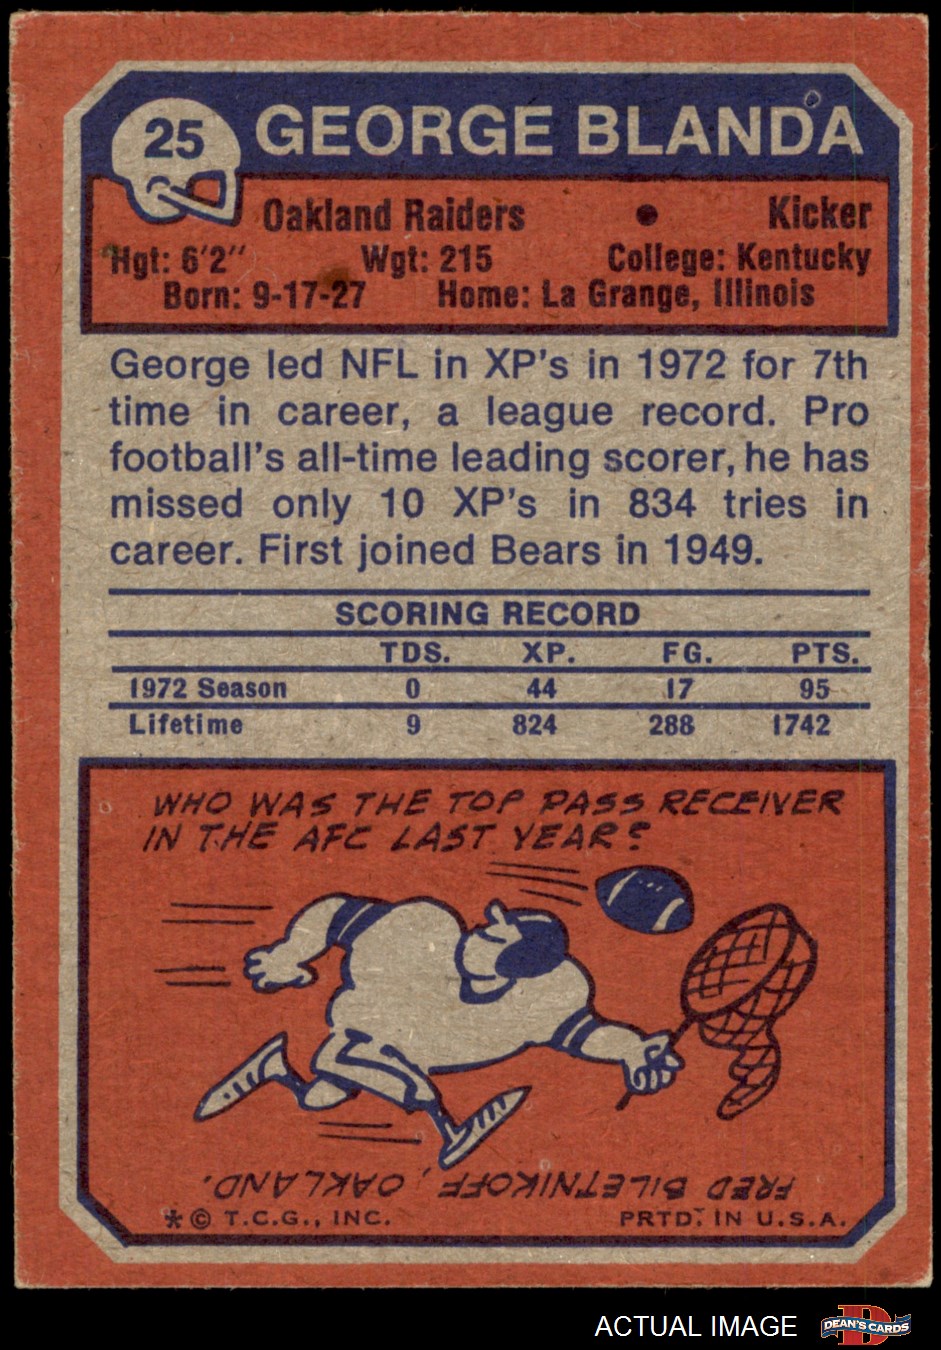 25
GEORGE BLANDA
Oakland Raiders • Kicker
Hgt: 6'2" Wgt: 215 College: Kentucky
Born: 9-17-27 Home: La Grange, Illinois
George led NFL in XP's in 1972 for 7th
time in career, a league record. Pro
football's all-time leading scorer, he has
missed only 10 XP's in 834 tries in
career. First joined Bears in 1949.
SCORING RECORD
TDS. XP. FG. PTS.
1972 Season 0 44 17 95
Lifetime 9 824 288 1742
WHO WAS THE TOP PASS RECEIVER
IN THE AFC LAST YEAR?
FRED BILETNIKOFF, OAKLAND.
*© T.C.G., INC. PRTD. IN U.S.A.
ACTUAL IMAGE
D
DEAN'S CARDS